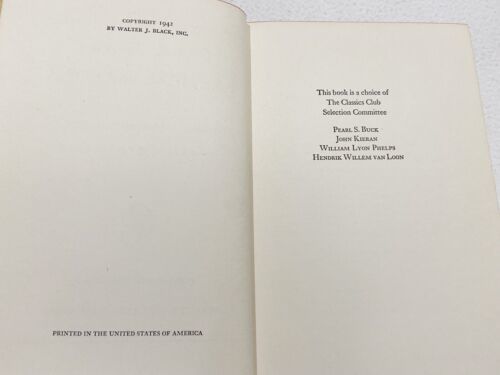 COPYRIGHT 1942
BY WALTER J. BLACK, INC.
PRINTED IN THE UNITED STATES OF AMERICA
This book is a choice of
The Classics Club
Selection Committee
PEARL S. BUCK
JOHN KIERAN
WILLIAM LYON PHELPS
HENDRIK WILLEM VAN LOON